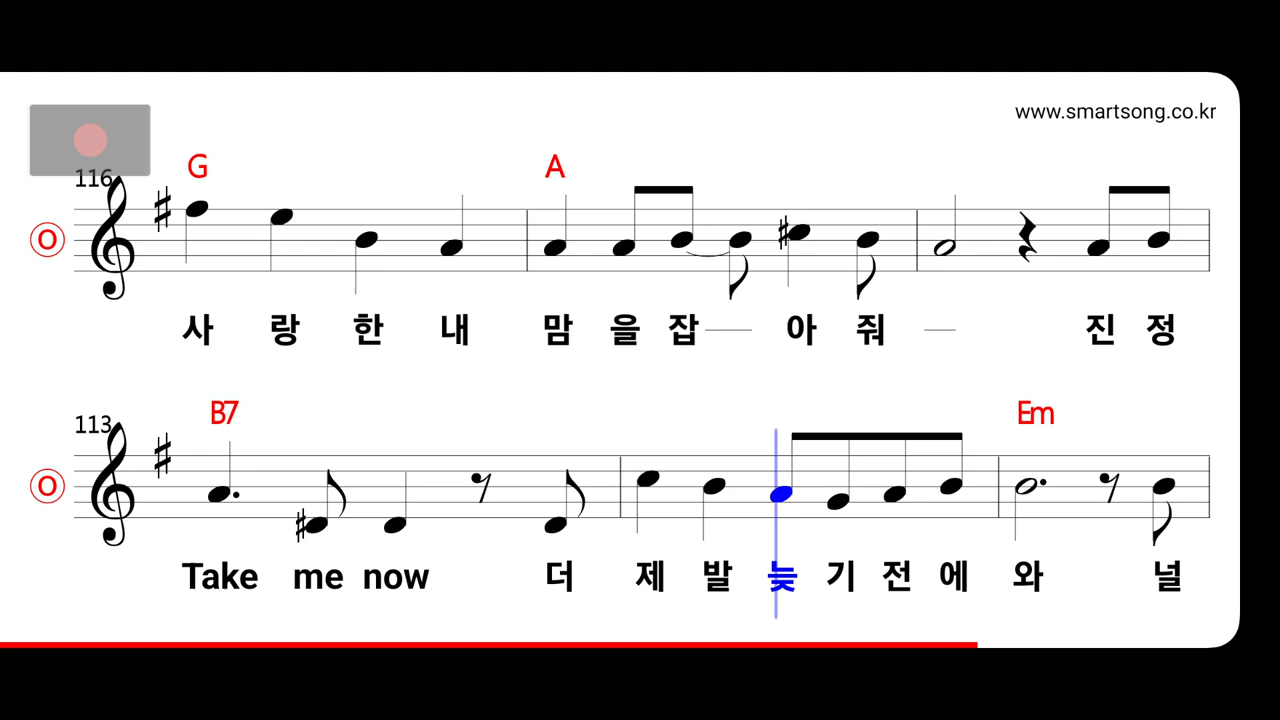 www.smartsong.co.kr
G A
116
O
사 랑 한 내 맘 을 잡 아 줘 진 정
B7 Em
113
O
Take me now 더 제 발 늦 기 전 에 와 널